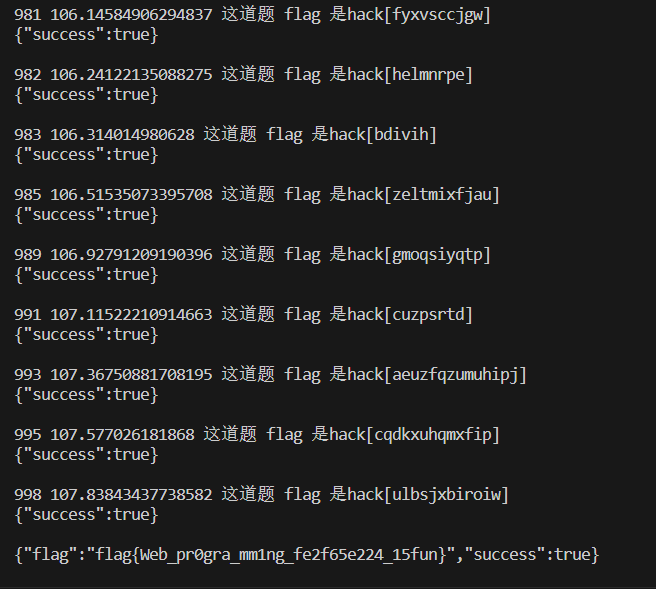 981 106.14584906294837 这道题 flag 是hack[fyxvsccjgw]
{"success":true}
982 106.24122135088275 这道题 flag 是hack[helmnrpe]
{"success":true}
983 106.314014980628 这道题 flag 是hack[bdivih]
{"success":true}
985 106.51535073395708 这道题 flag 是hack[zeltmixfjau]
{"success":true}
989 106.92791209190396 这道题 flag 是hack[gmoqsiyqtp]
{"success":true}
991 107.11522210914663 这道题 flag 是hack[cuzpsrtd]
{"success":true}
993 107.36750881708195 这道题 flag 是hack[aeuzfqzumuhipj]
{"success":true}
995 107.577026181868 这道题 flag 是hack[cqdkxuhqmxfip]
{"success":true}
998 107.83843437738582 这道题 flag 是hack[ulbsjxbiroiw]
{"success":true}
{"flag":"flag{Web_pr0gra_mm1ng_fe2f65e224_15fun}","success":true}